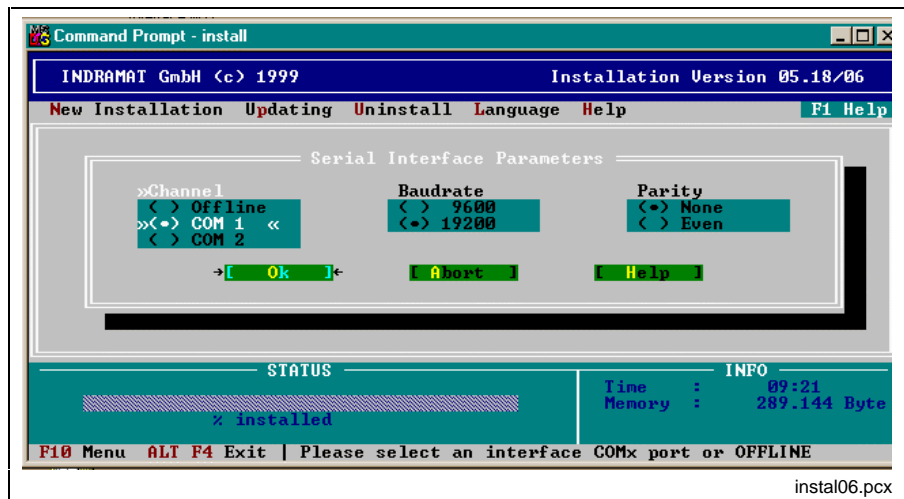 Command Prompt - install
INDRAMAT GmbH (c) 1999 Installation Version 05.18/06
New Installation Updating Uninstall Language Help F1 Help
Serial Interface Parameters
»Channel Baudrate Parity
( ) Offline ( ) 9600 (•) None
»(•) COM 1 « (•) 19200 ( ) Even
( ) COM 2
→[ Ok ]← [ Abort ] [ Help ]
STATUS INFO
Time : 09:21
Memory : 289.144 Byte
% installed
F10 Menu ALT F4 Exit | Please select an interface COMx port or OFFLINE
instal06.pcx